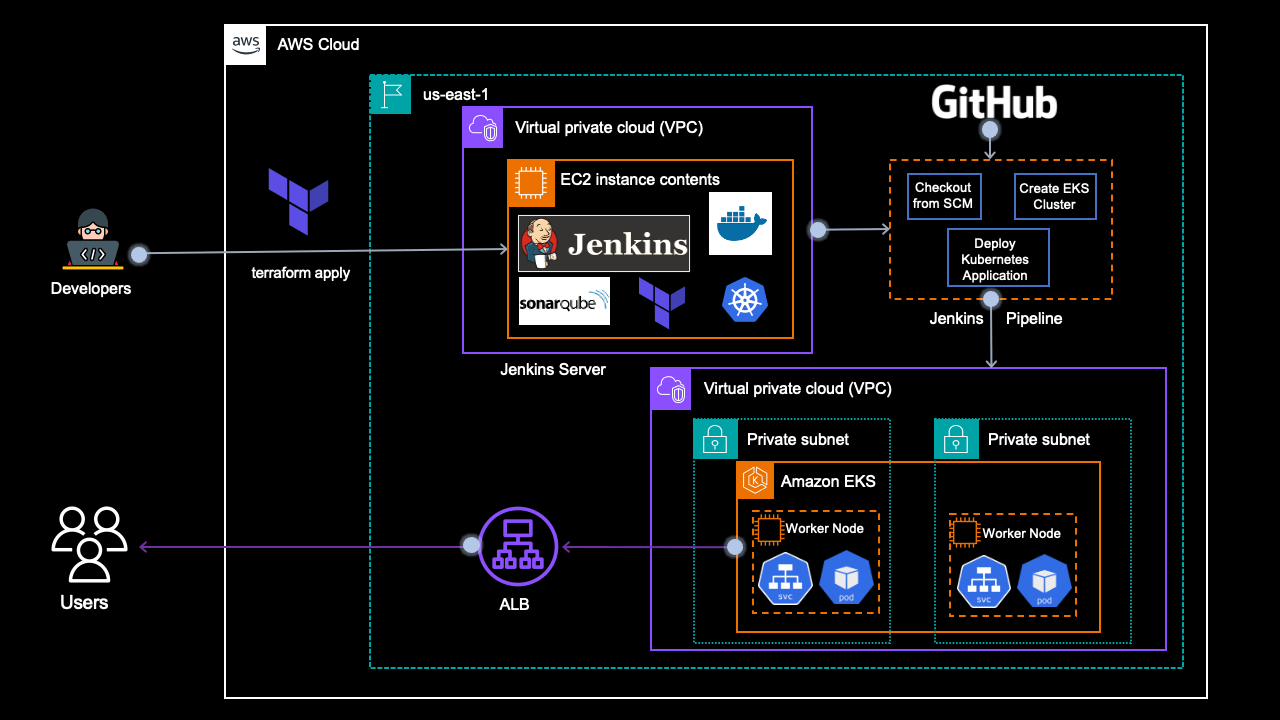 aws
AWS Cloud
us-east-1
GitHub
Virtual private cloud (VPC)
EC2 instance contents
Jenkins
sonarqube
Checkout
from SCM
Create EKS
Cluster
Deploy
Kubernetes
Application
terraform apply
Developers
Jenkins Pipeline
Jenkins Server
Virtual private cloud (VPC)
Private subnet
Private subnet
Amazon EKS
Worker Node
Worker Node
svc
pod
svc
pod
Users
ALB